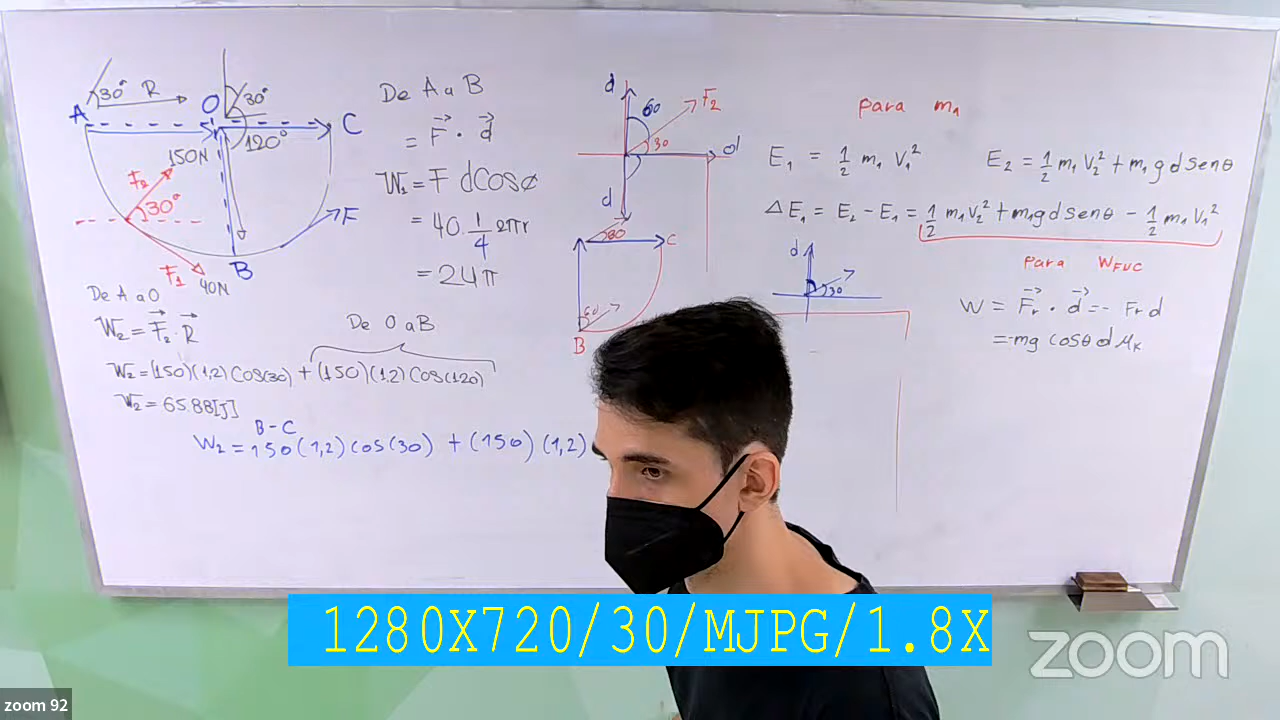 30° R
O 30°
A
C
120°
150N
F₂
30°
F
B
F₁
40N
De A a O
W₂ = F₂ · R
De O a B
W₂ = (150)(1,2) Cos(30) + (150)(1,2) Cos(120)
W₂ = 65.88[J]
B - C
W₂ = 150(1,2) cos(30) + (150)(1,2)
De A a B
= F · d
W₁ = F d Cos
= 40 . 1/4 2πr
= 24π
d
60
F₂
30
d
d
30
C
60
B
para m₁
E₁ = 1/2 m₁ v₁²
E₂ = 1/2 m₁ v₂² + m₁ g d senθ
ΔE₁ = E₂ - E₁ = 1/2 m₁ v₂² + m₁ g d senθ - 1/2 m₁ v₁²
d
30
para W_FNC
W = Fr · d = - Fr d
= -mg cosθ d μk
1280X720/30/MJPG/1.8X
zoom
zoom 92